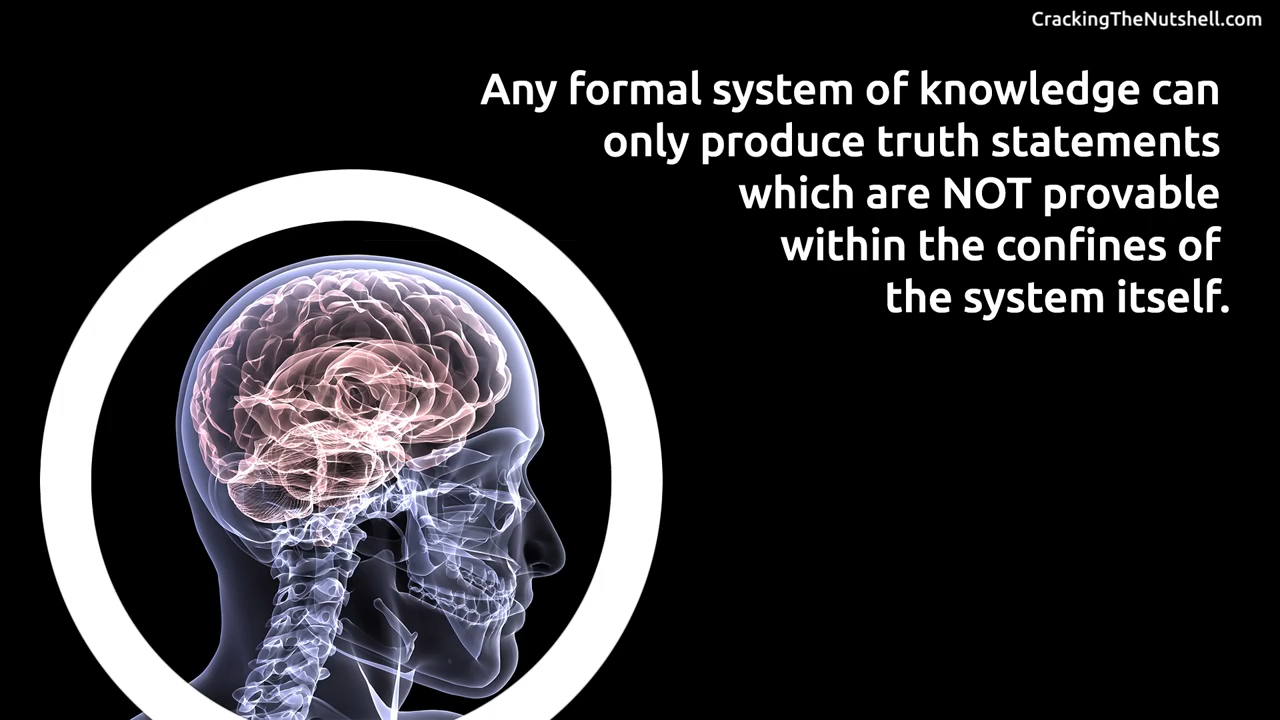 CrackingTheNutshell.com
Any formal system of knowledge can
only produce truth statements
which are NOT provable
within the confines of
the system itself.